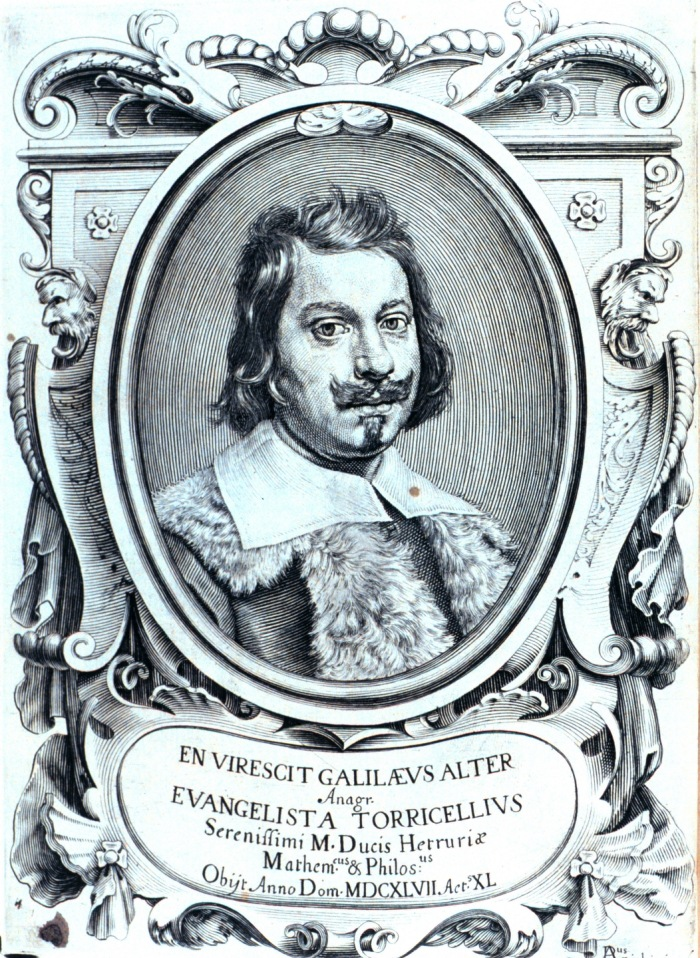 EN VIRESCIT GALILÆVS ALTER
Anagr.
EVANGELISTA TORRICELLIVS
Sereniſſimi M. Ducis Hetruriæ
Mathem.cus & Philos:us
Obijt Anno Dom. MDCXLVII. Aet.s XL